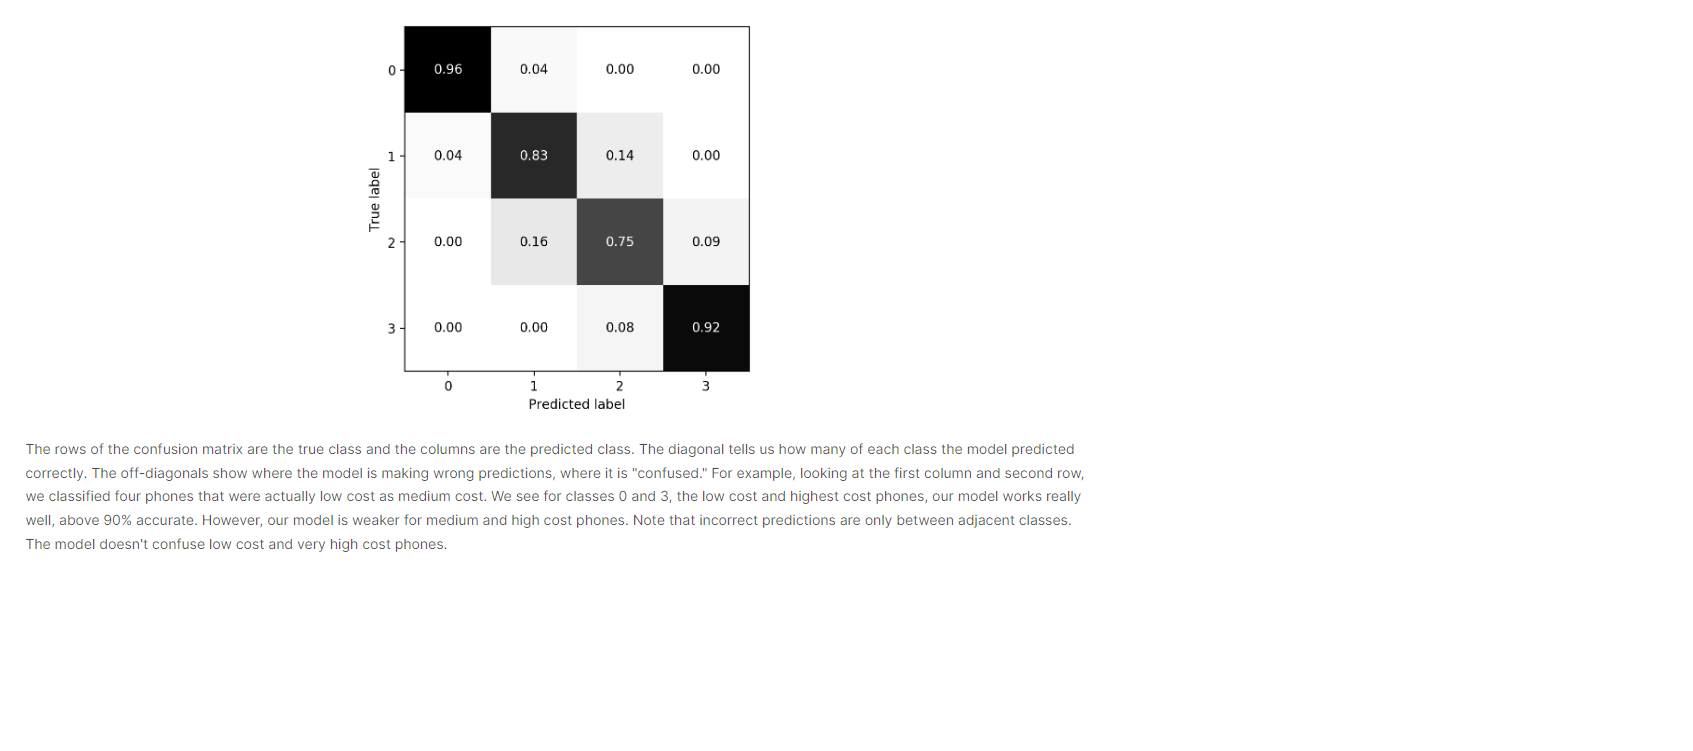 0 0.96 0.04 0.00 0.00
1 0.04 0.83 0.14 0.00
True label
2 0.00 0.16 0.75 0.09
3 0.00 0.00 0.08 0.92
0 1 2 3
Predicted label
The rows of the confusion matrix are the true class and the columns are the predicted class. The diagonal tells us how many of each class the model predicted
correctly. The off-diagonals show where the model is making wrong predictions, where it is "confused." For example, looking at the first column and second row,
we classified four phones that were actually low cost as medium cost. We see for classes 0 and 3, the low cost and highest cost phones, our model works really
well, above 90% accurate. However, our model is weaker for medium and high cost phones. Note that incorrect predictions are only between adjacent classes.
The model doesn't confuse low cost and very high cost phones.